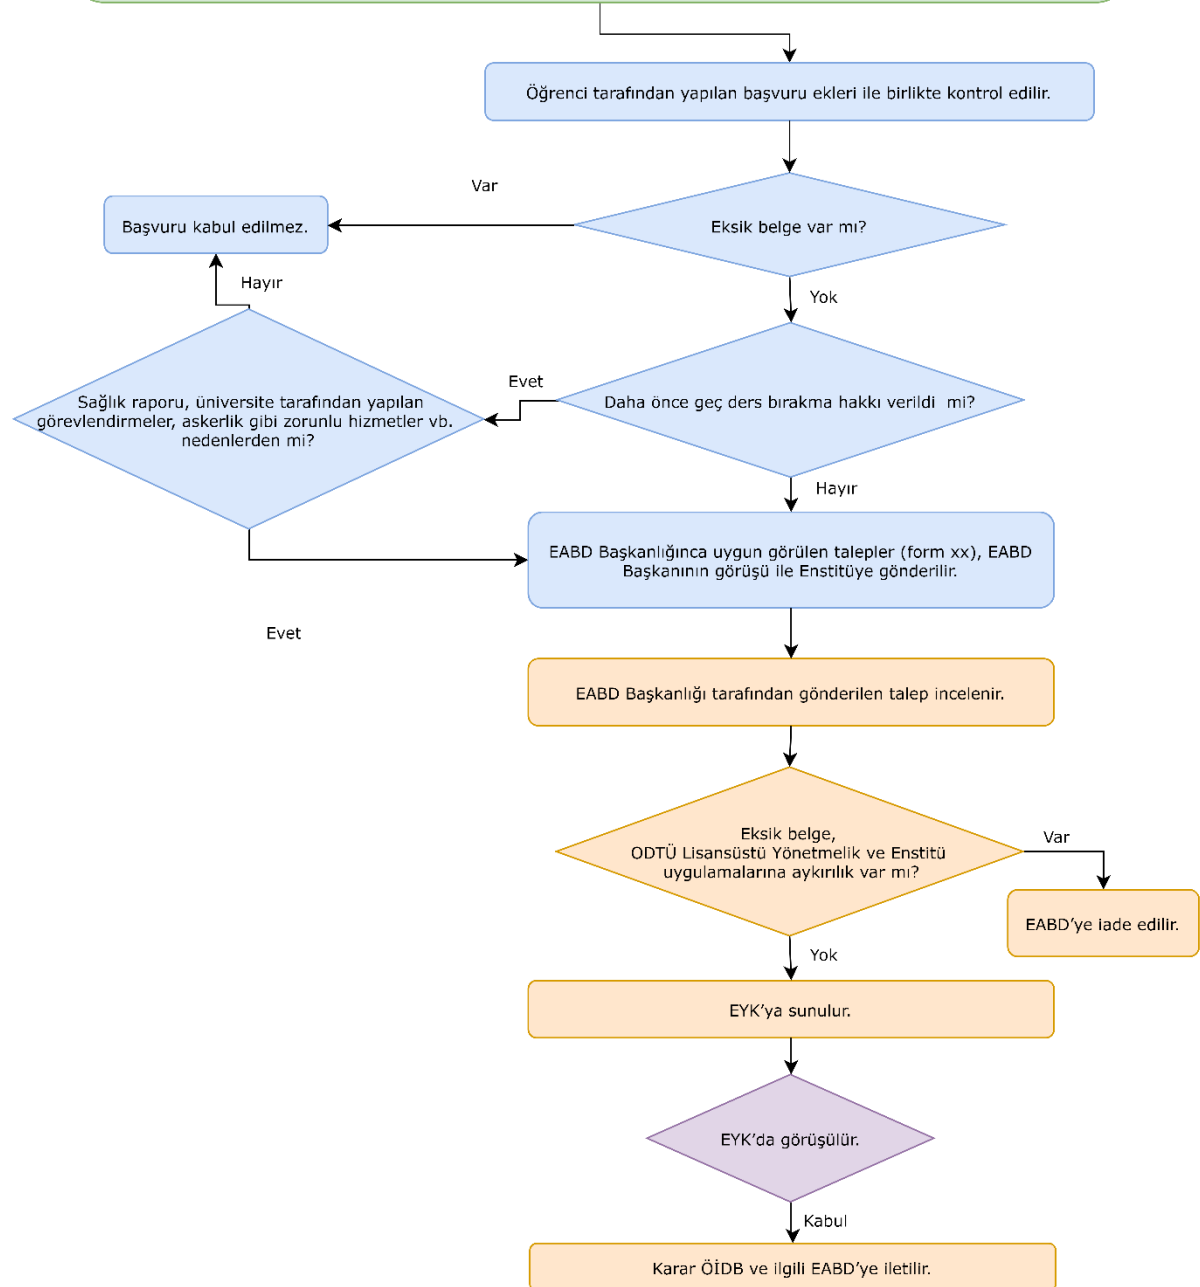 Öğrenci tarafından yapılan başvuru ekleri ile birlikte kontrol edilir.
Var
Başvuru kabul edilmez.
Eksik belge var mı?
Hayır
Yok
Evet
Sağlık raporu, üniversite tarafından yapılan
görevlendirmeler, askerlik gibi zorunlu hizmetler vb.
nedenlerden mi?
Daha önce geç ders bırakma hakkı verildi  mi?
Hayır
EABD Başkanlığınca uygun görülen talepler (form xx), EABD
Başkanının görüşü ile Enstitüye gönderilir.
Evet
EABD Başkanlığı tarafından gönderilen talep incelenir.
Eksik belge,
ODTÜ Lisansüstü Yönetmelik ve Enstitü
uygulamalarına aykırılık var mı?
Var
EABD’ye iade edilir.
Yok
EYK’ya sunulur.
EYK’da görüşülür.
Kabul
Karar ÖİDB ve ilgili EABD’ye iletilir.